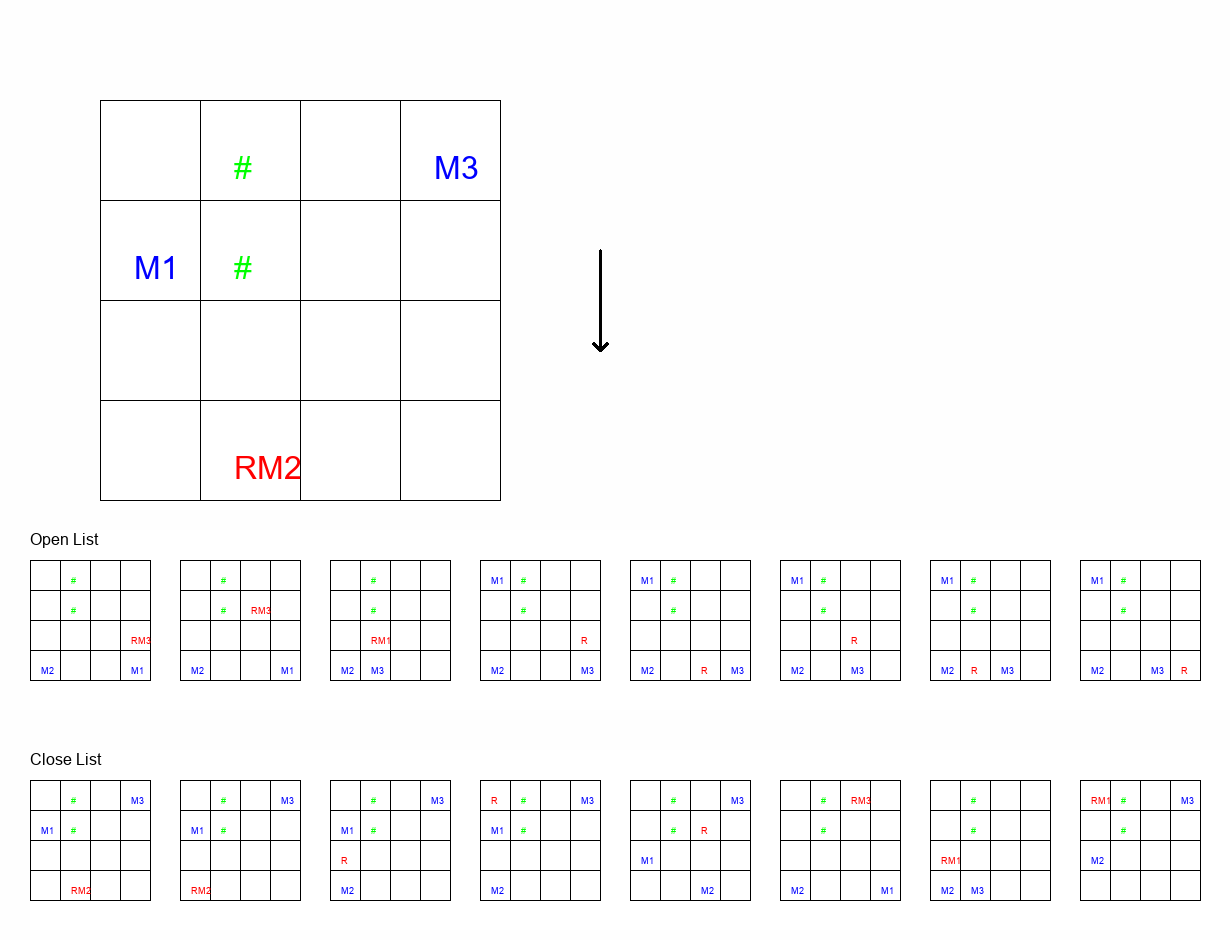 # M3
M1 #
RM2
Open List
# # # M1 # M1 # M1 # M1 # M1 #
# # RM3 # # # # # #
RM3 RM1 R R
M2 M1 M2 M1 M2 M3 M2 M3 M2 R M3 M2 M3 M2 R M3 M2 M3 R
Close List
# M3 # M3 # M3 R # M3 # M3 # RM3 # RM1 # M3
M1 # M1 # M1 # M1 # # R # # #
R M1 RM1 M2
RM2 RM2 M2 M2 M2 M2 M1 M2 M3